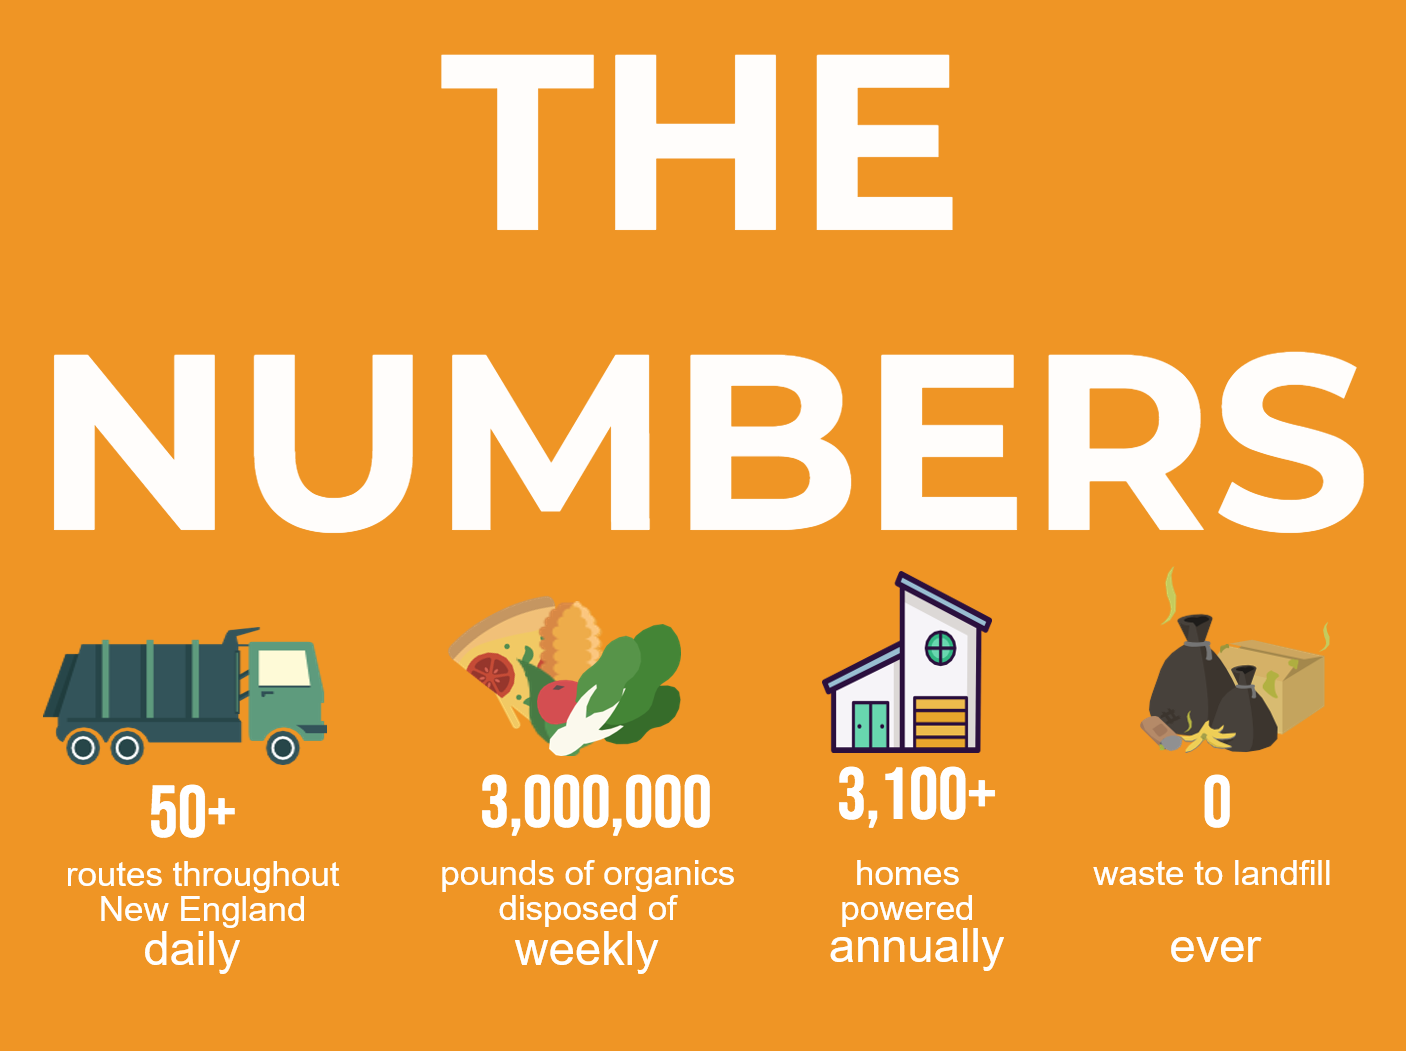 THE
NUMBERS
50+
routes throughout
New England
daily
3,000,000
pounds of organics
disposed of
weekly
3,100+
homes
powered
annually
0
waste to landfill
ever